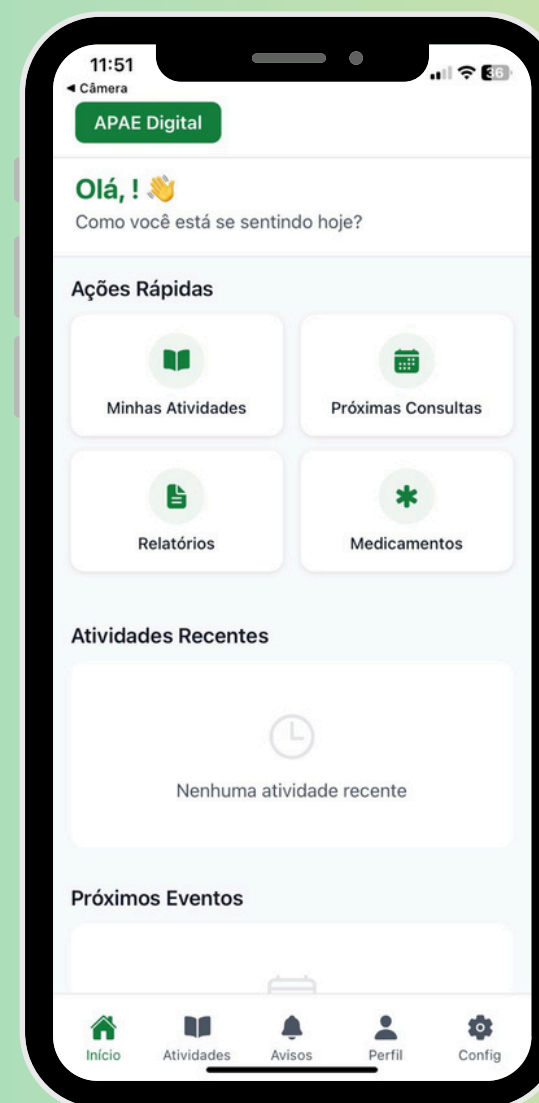 11:51
36
◀ Câmera
APAE Digital
Olá, ! 👋
Como você está se sentindo hoje?
Ações Rápidas
Minhas Atividades
Próximas Consultas
Relatórios
Medicamentos
Atividades Recentes
Nenhuma atividade recente
Próximos Eventos
Início
Atividades
Avisos
Perfil
Config